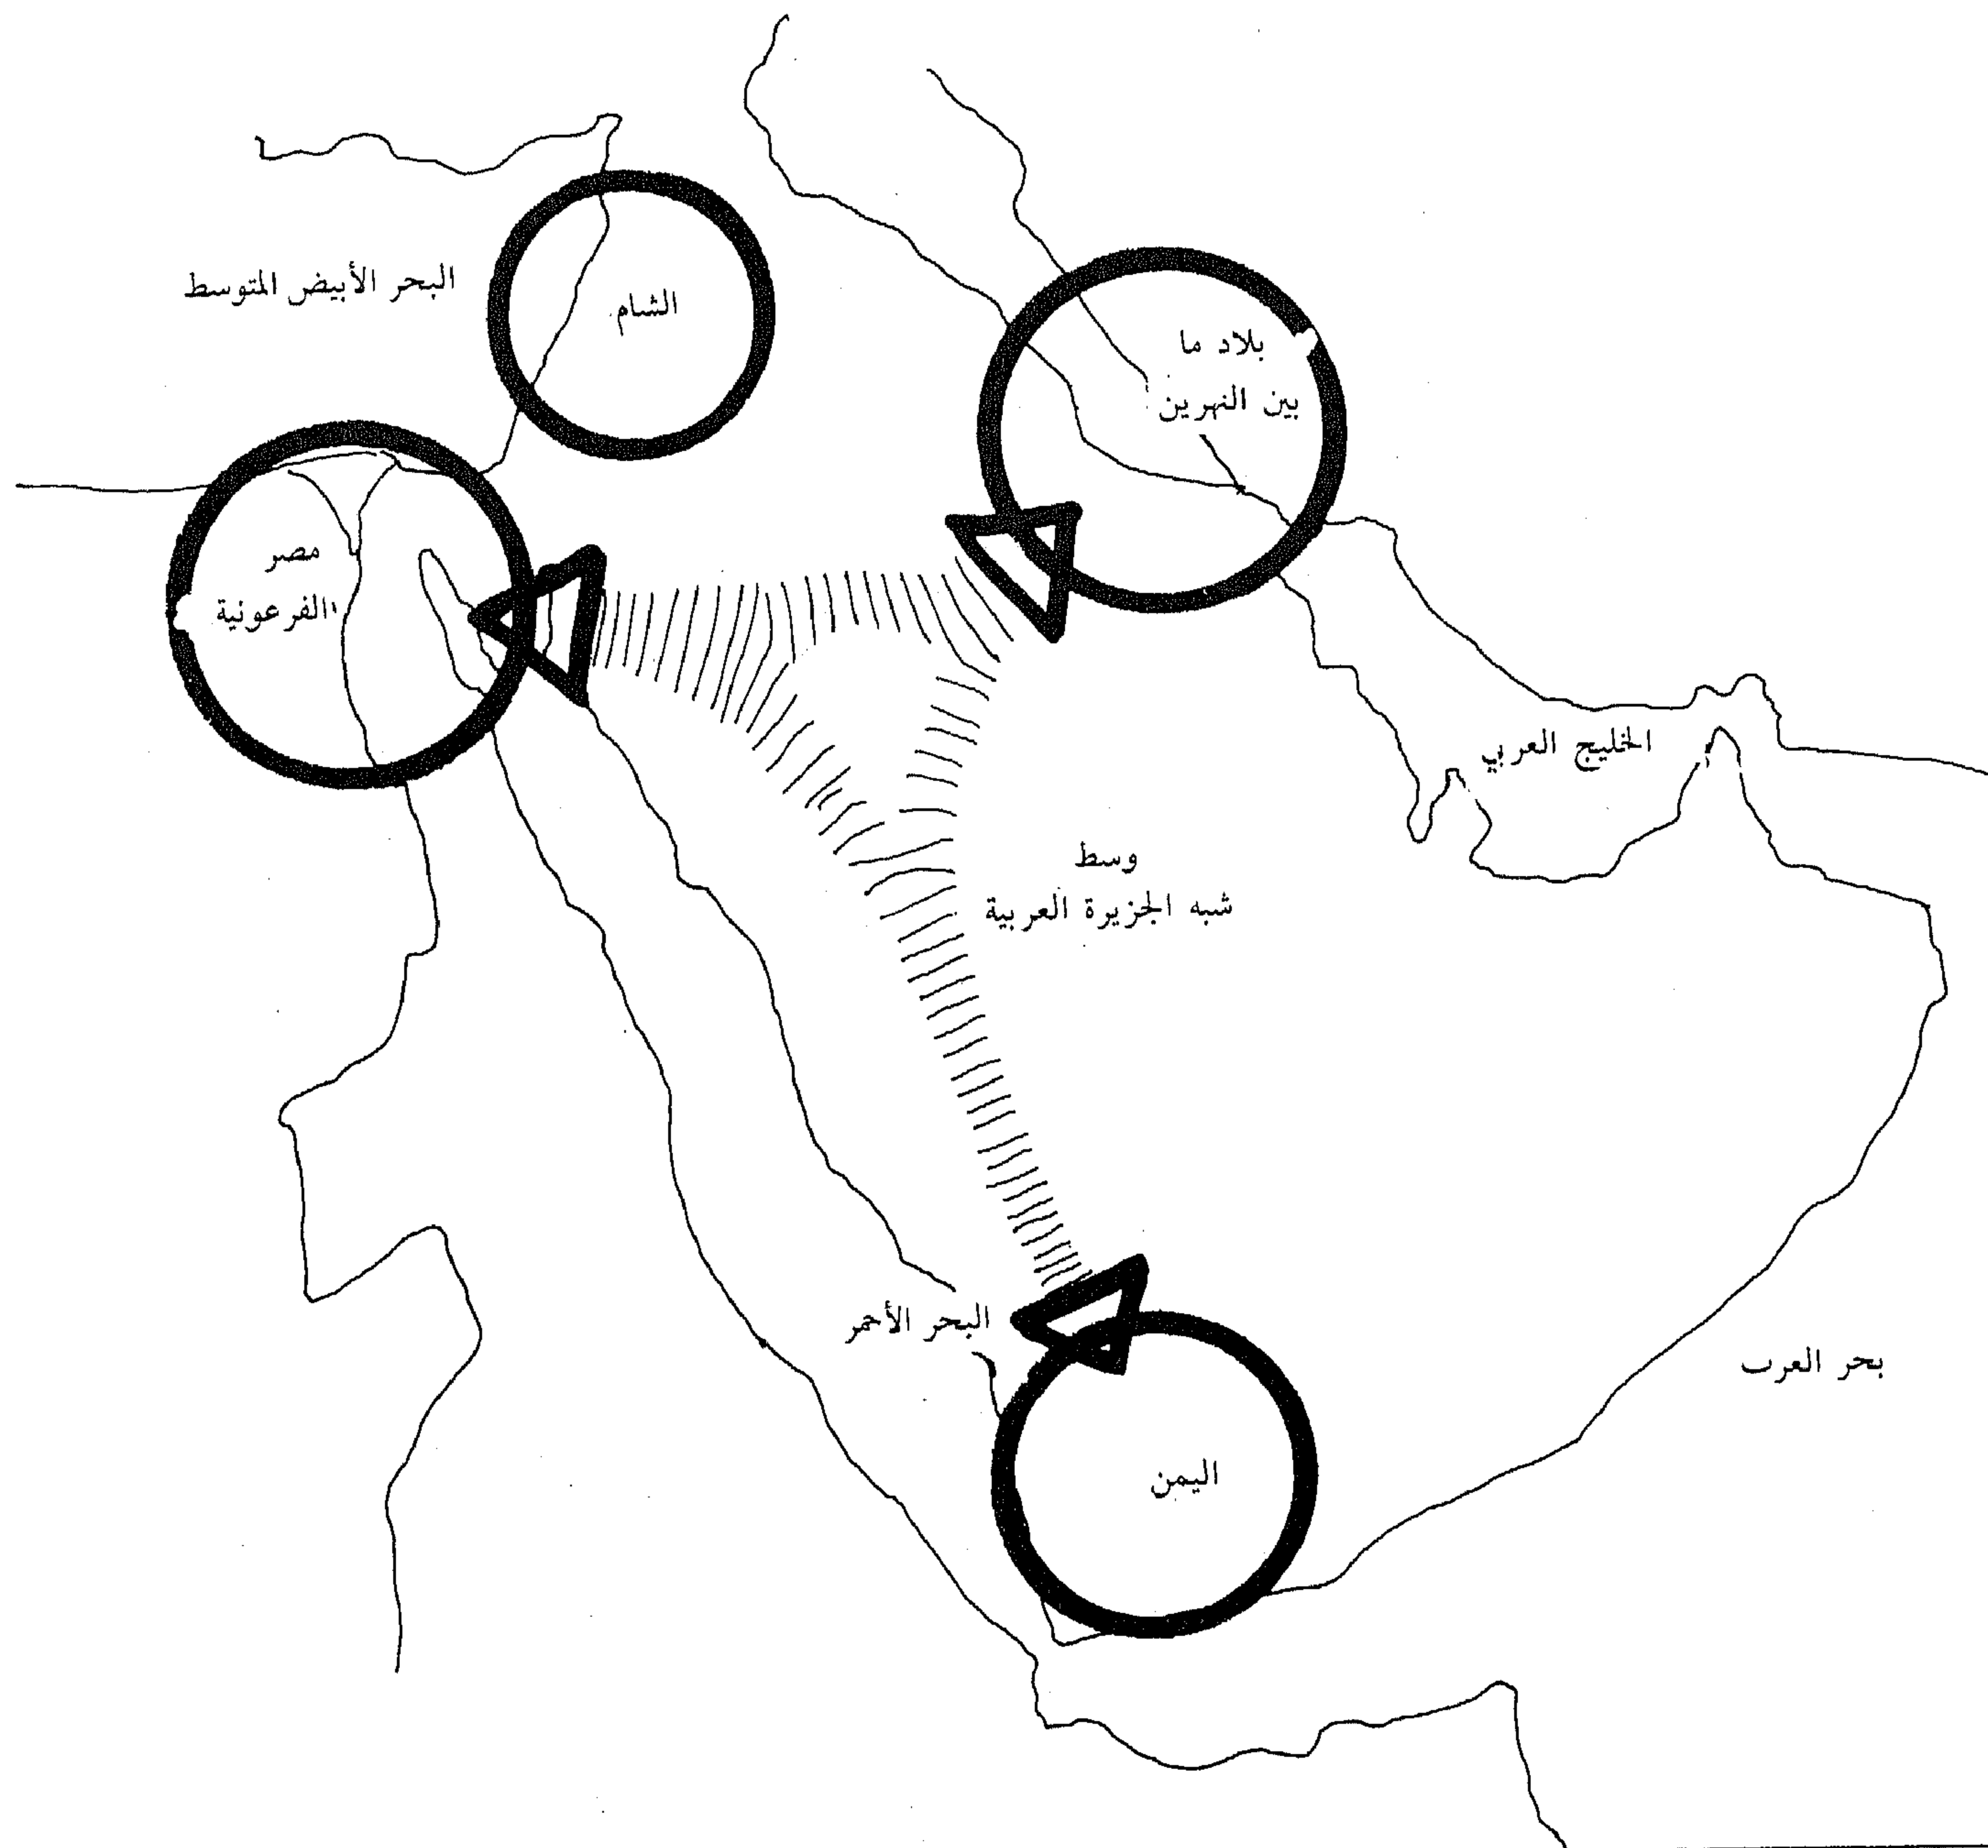 البحر الأبيض المتوسط
الشام
بلاد ما
بين النهرين
مصر
الفرعونية
الخليج العربي
وسط
شبه الجزيرة العربية
البحر الأحمر
بحر العرب
اليمن